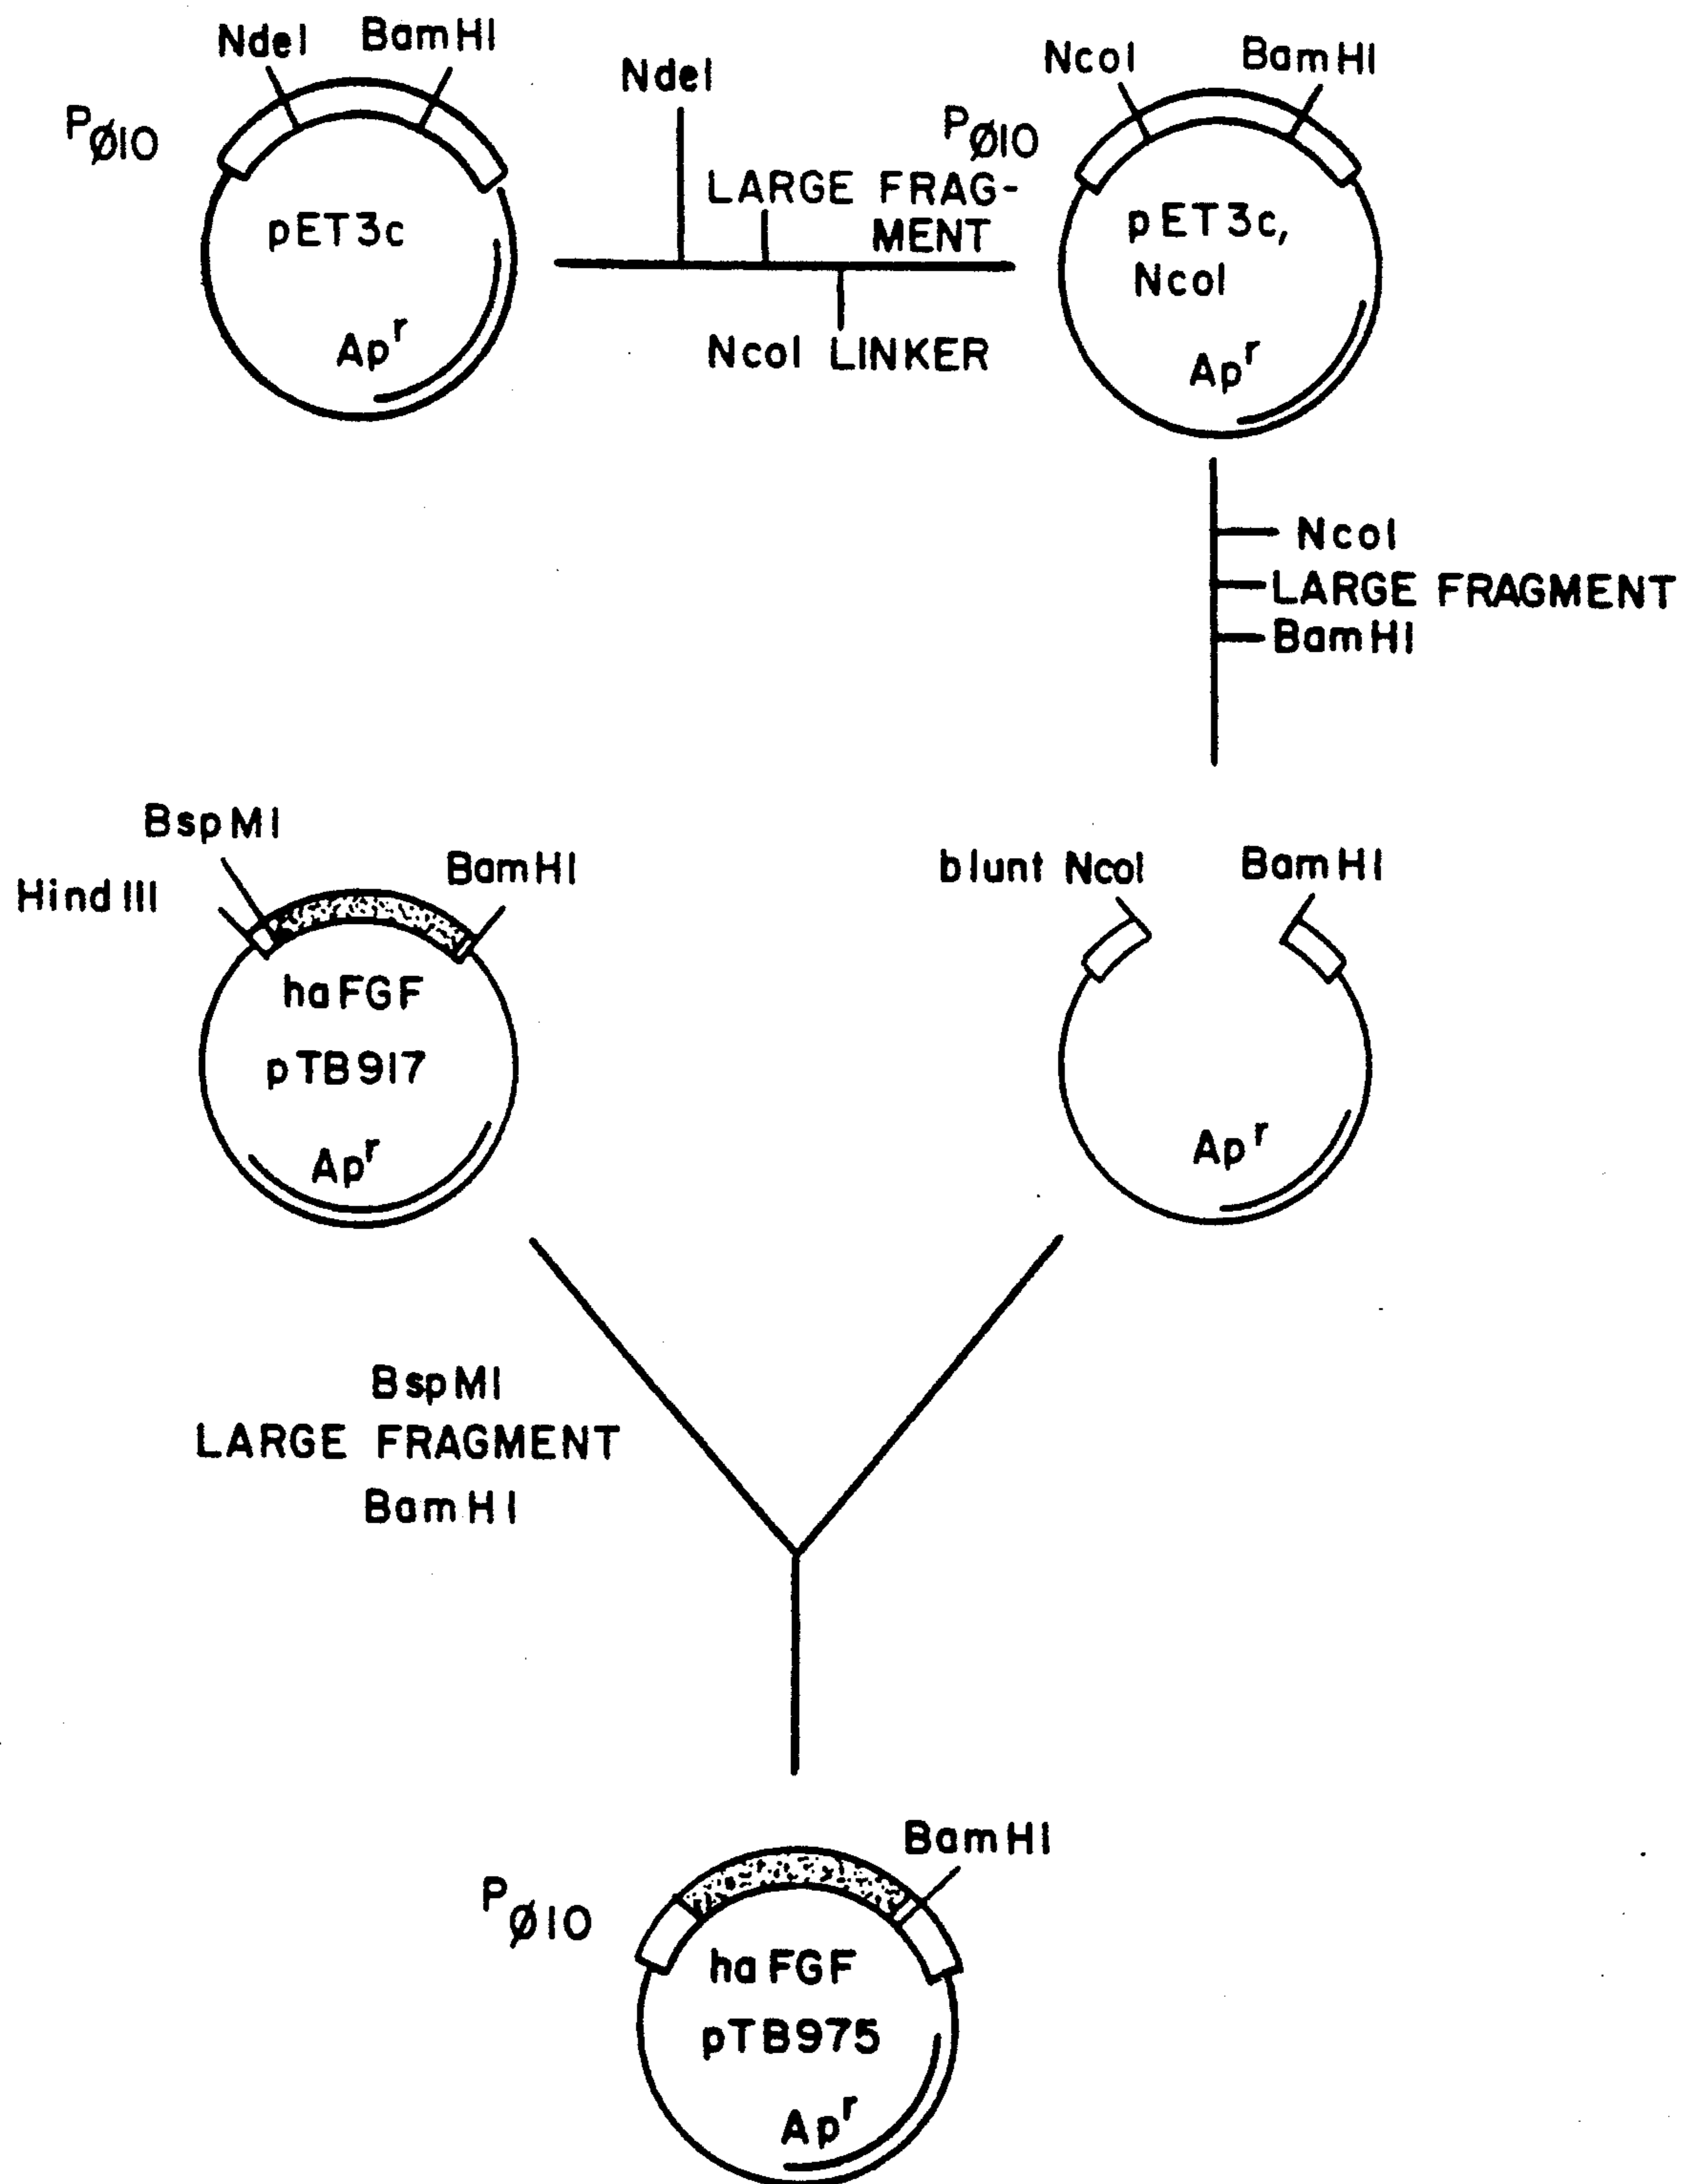 NdeI
BamHI
PØ10
pET3c
Apr
NdeI
LARGE FRAG-
MENT
NcoI LINKER
NcoI
BamHI
PØ10
pET3c,
NcoI
Apr
NcoI
LARGE FRAGMENT
BamHI
BspMI
HindIII
BamHI
haFGF
pTB917
Apr
blunt NcoI
BamHI
Apr
BspMI
LARGE FRAGMENT
BamHI
BamHI
PØ10
haFGF
pTB975
Apr